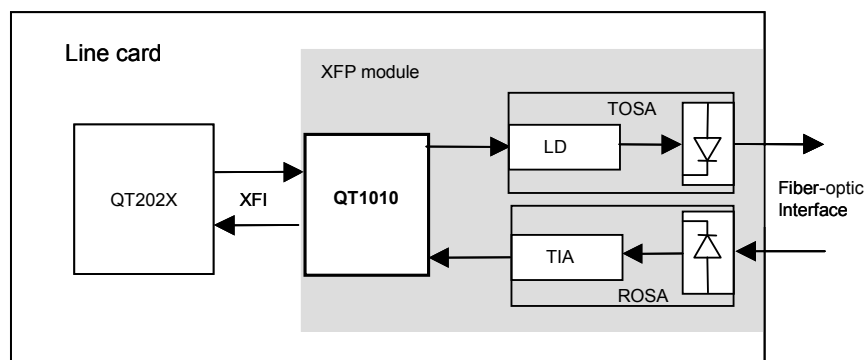 Line card
XFP module
TOSA
LD
QT202X
XFI
QT1010
Fiber-optic
Interface
TIA
ROSA